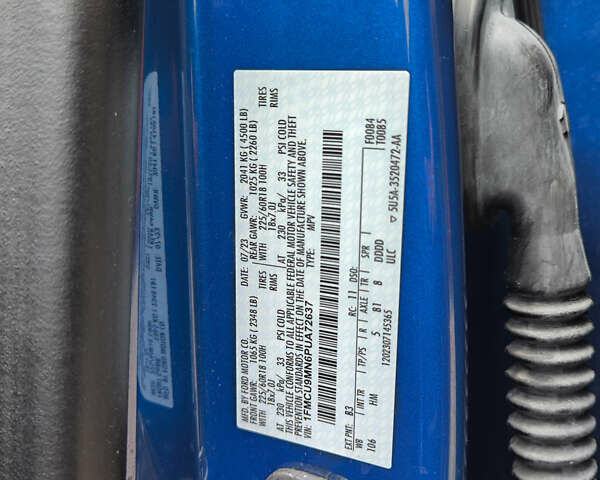 MFD. BY FORD MOTOR CO.
DATE: 07/23 GVWR: 2041 KG ( 4500 LB)
FRONT GAWR: 1065 KG ( 2348 LB) REAR GAWR: 1025 KG ( 2260 LB)
WITH 225/60R18 100H TIRES WITH 225/60R18 100H TIRES
18x7.0J RIMS 18x7.0J RIMS
AT 230 kPa/ 33 PSI COLD AT 230 kPa/ 33 PSI COLD
THIS VEHICLE CONFORMS TO ALL APPLICABLE FEDERAL MOTOR VEHICLE SAFETY AND THEFT
PREVENTION STANDARDS IN EFFECT ON THE DATE OF MANUFACTURE SHOWN ABOVE.
VIN: 1FMCU9MN6PUA72637 TYPE: MPV
F0084
T0085
EXT PNT: B3 RC: 11 DSO:
WB INT TR TP/PS R AXLE TR SPR
106 HM 5 81 8 DDDD
1202307145365 ULC
5U5A-3520472-AA